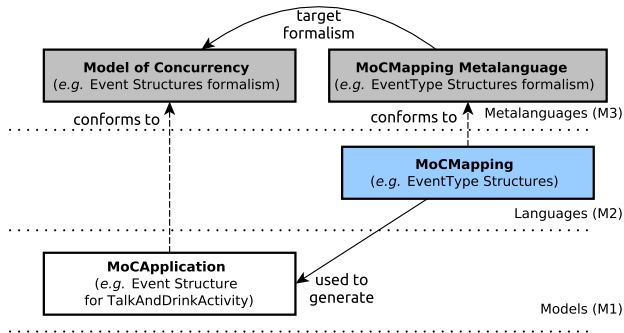 target
formalism
Model of Concurrency
(e.g. Event Structures formalism)
MoCMapping Metalanguage
(e.g. EventType Structures formalism)
conforms to
conforms to
Metalanguages (M3)
MoCMapping
(e.g. EventType Structures)
Languages (M2)
MoCApplication
(e.g. Event Structure
for TalkAndDrinkActivity)
used to
generate
Models (M1)